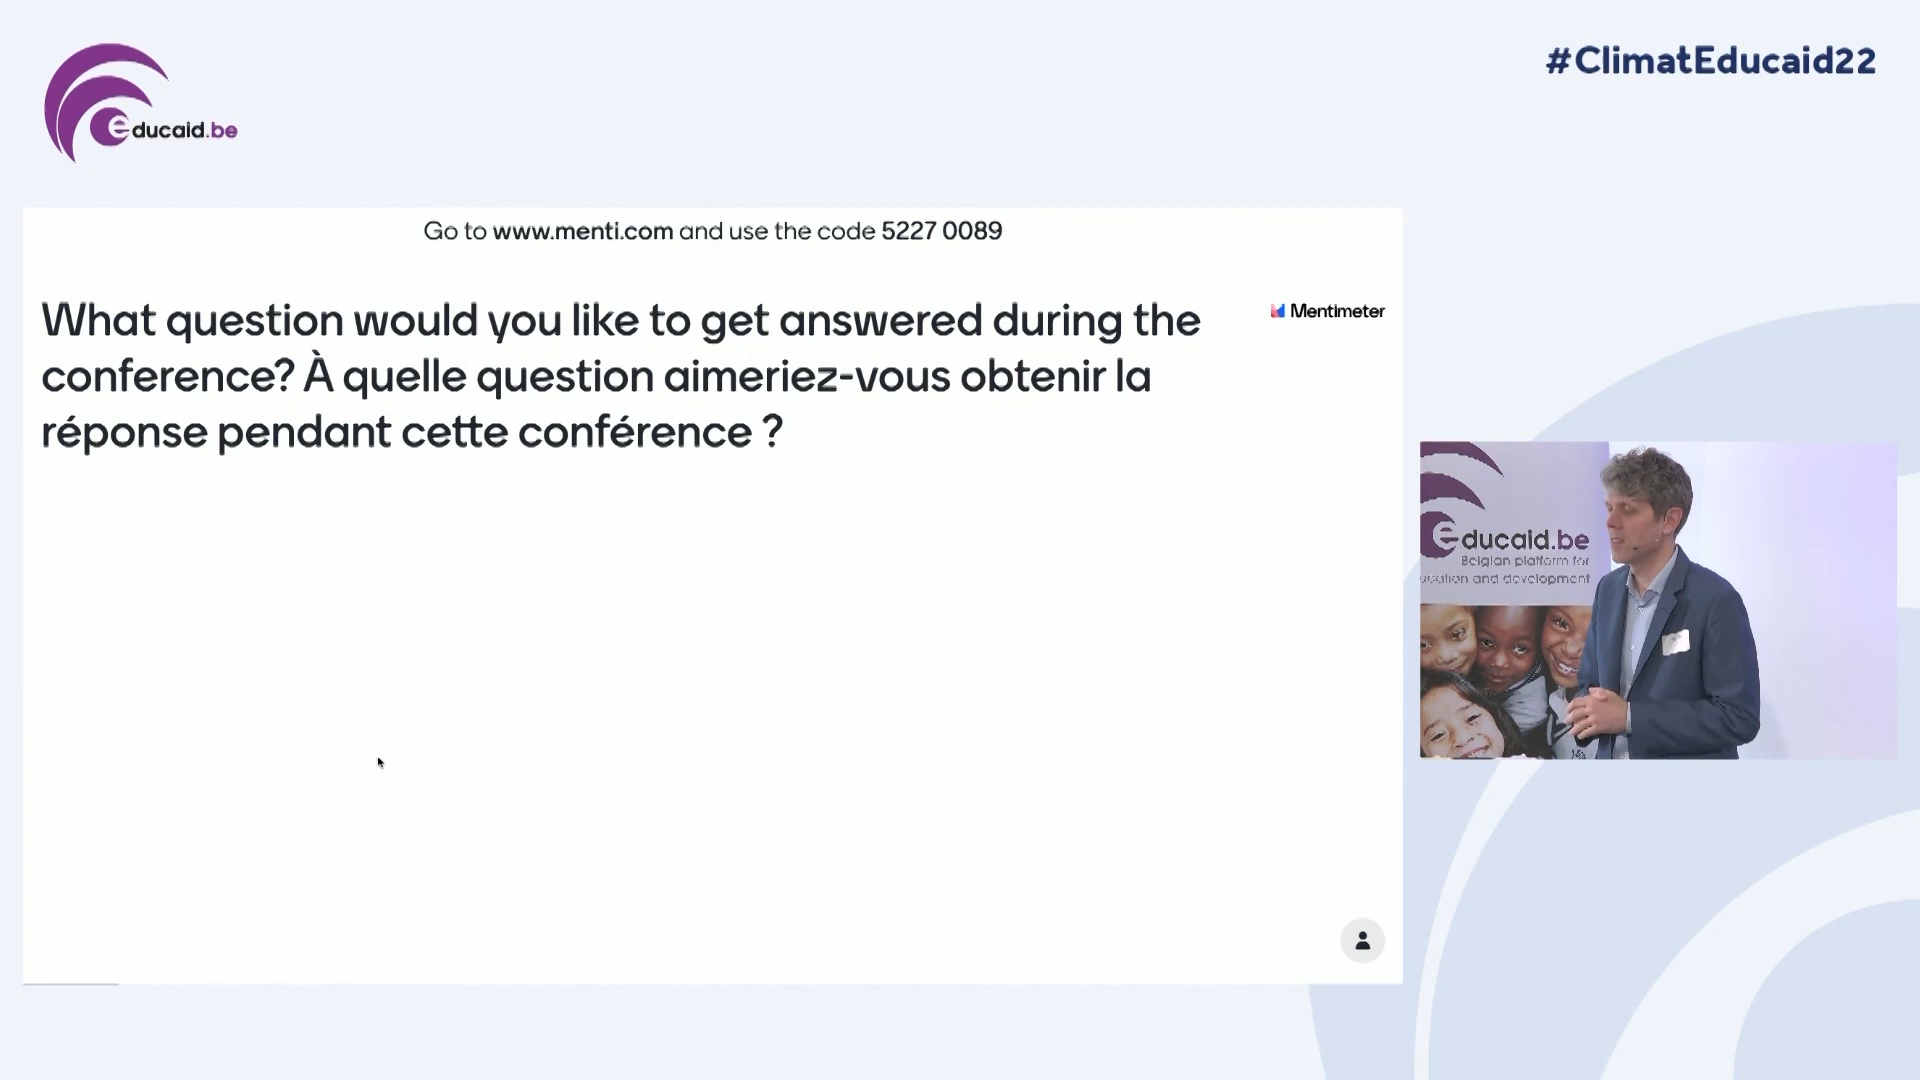 educaid.be
#ClimatEducaid22
Go to www.menti.com and use the code 5227 0089
What question would you like to get answered during the
conference? À quelle question aimeriez-vous obtenir la
réponse pendant cette conférence ?
Mentimeter
educaid.be
Belgian platform for
education and development